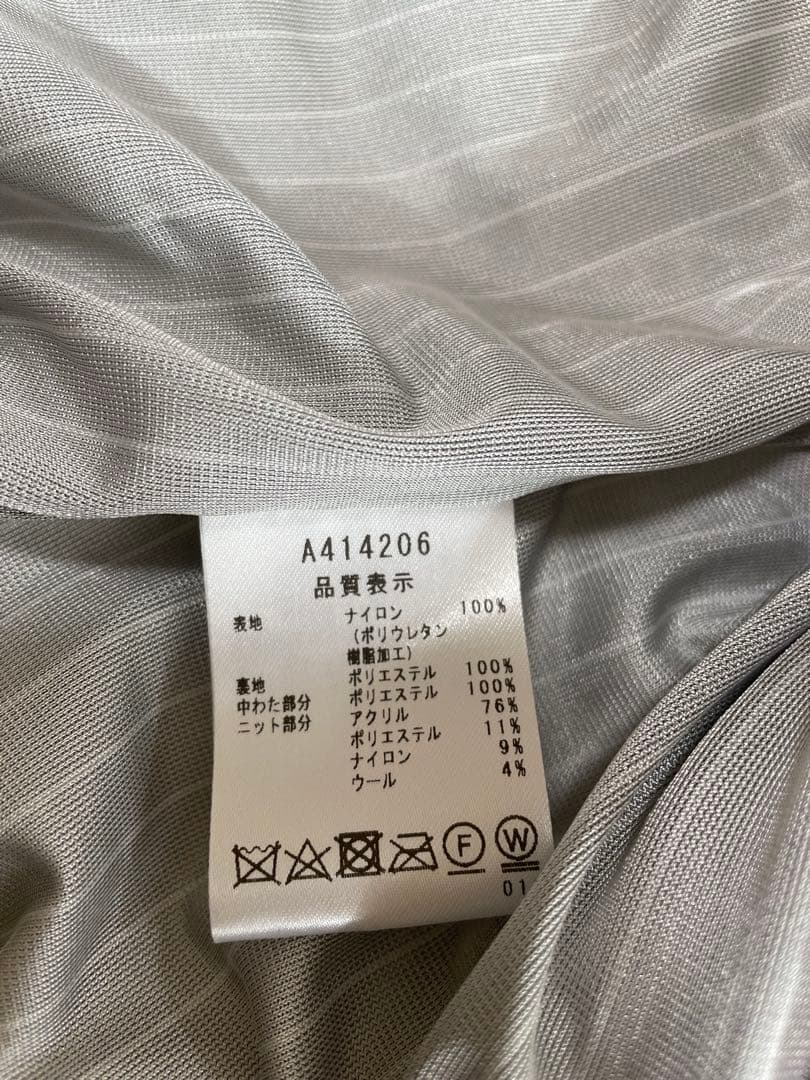 A414206
品質表示
表地 ナイロン 100%
(ポリウレタン
樹脂加工)
裏地 ポリエステル 100%
中わた部分 ポリエステル 100%
ニット部分 アクリル 76%
ポリエステル 11%
ナイロン 9%
ウール 4%
F W
01